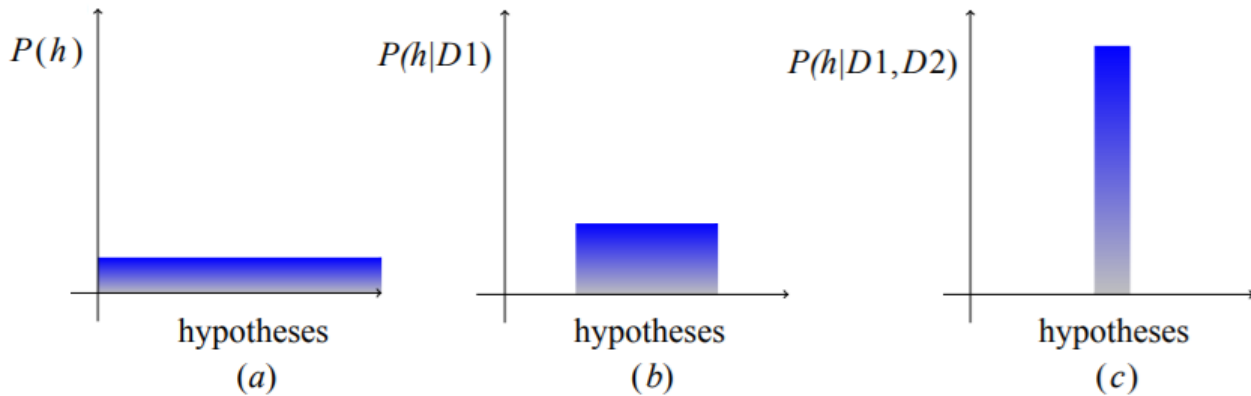 P(h)
P(h|D1)
P(h|D1,D2)
hypotheses
hypotheses
hypotheses
(a)
(b)
(c)